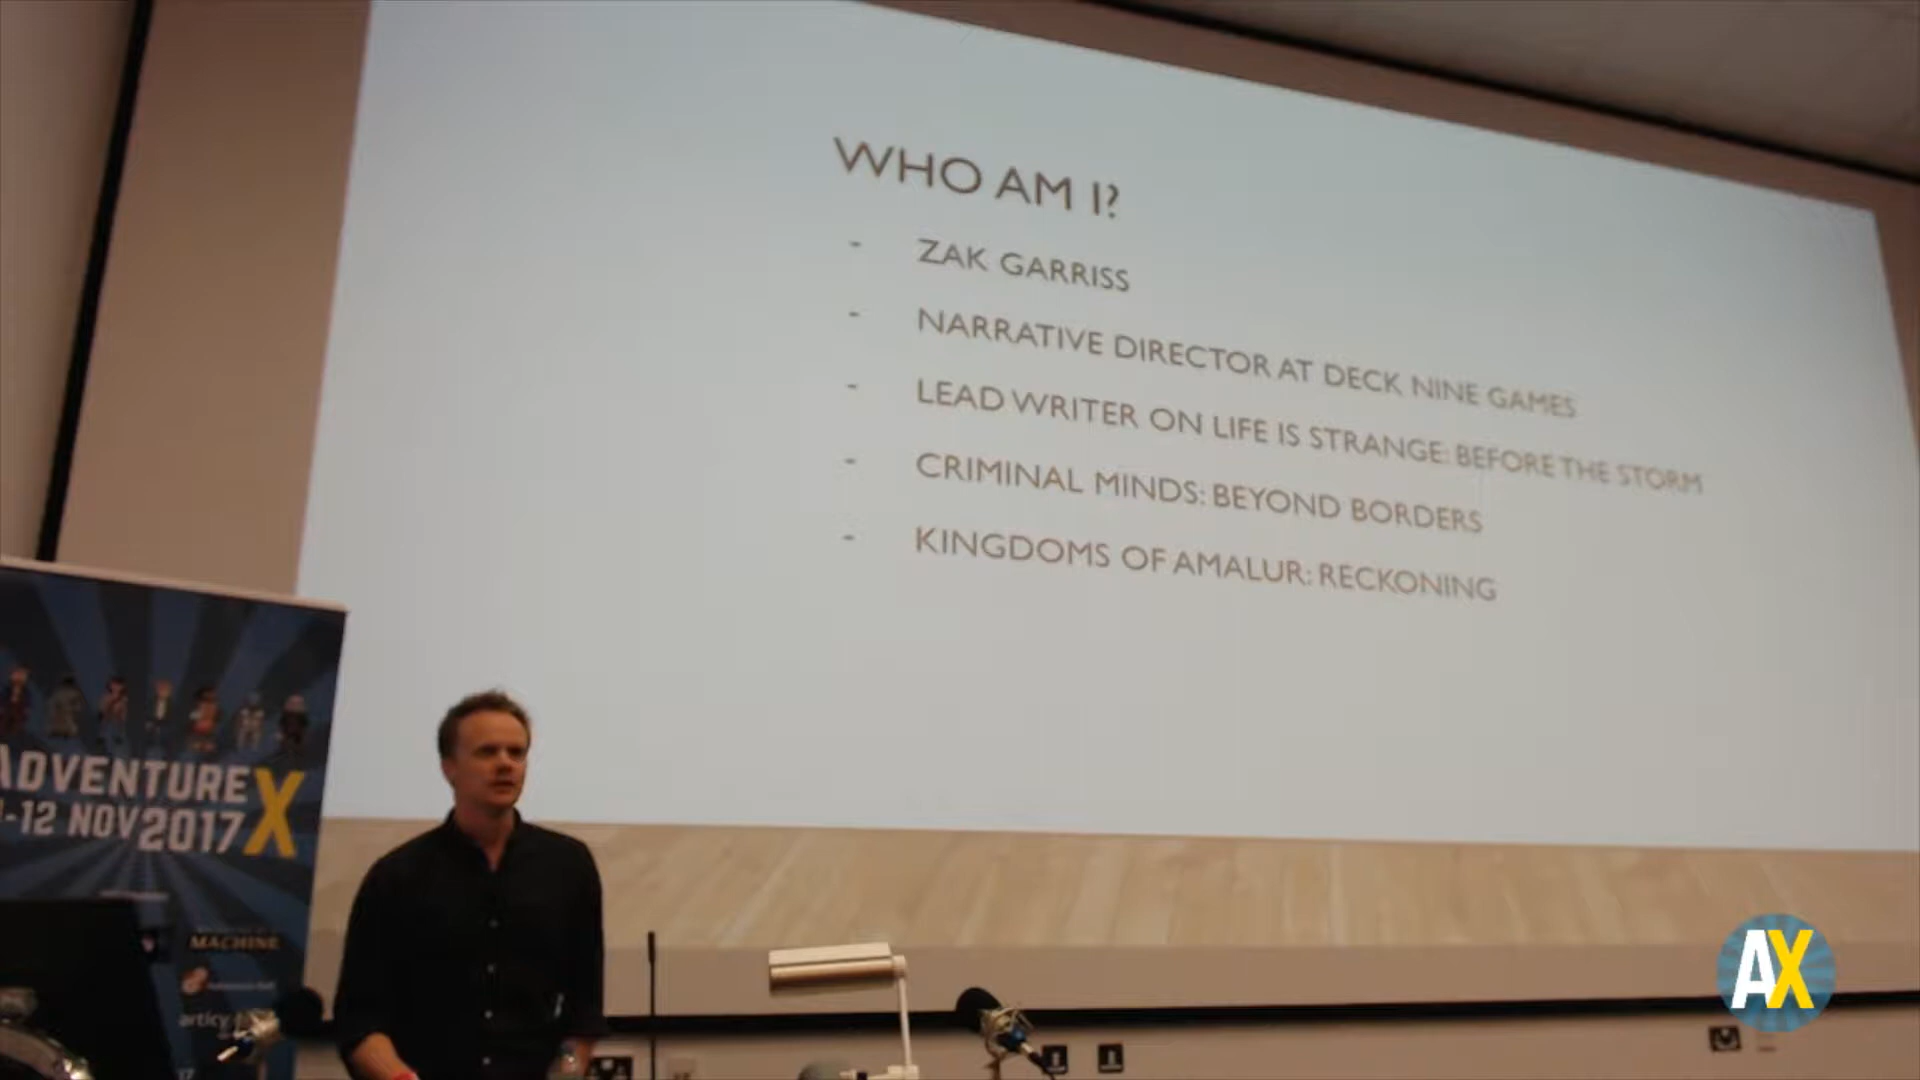 WHO AM I?
- ZAK GARRISS
- NARRATIVE DIRECTOR AT DECK NINE GAMES
- LEAD WRITER ON LIFE IS STRANGE: BEFORE THE STORM
- CRIMINAL MINDS: BEYOND BORDERS
- KINGDOMS OF AMALUR: RECKONING
ADVENTURE X
-12 NOV 2017
MACHINE
articy
AX